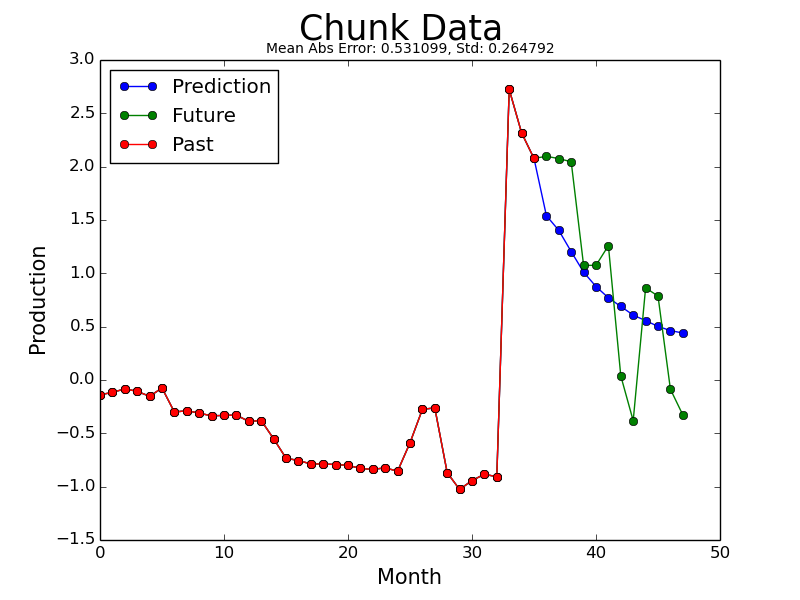 Chunk Data
Mean Abs Error: 0.531099, Std: 0.264792
Prediction
Future
Past
Production
3.0
2.5
2.0
1.5
1.0
0.5
0.0
−0.5
−1.0
−1.5
0 10 20 30 40 50
Month